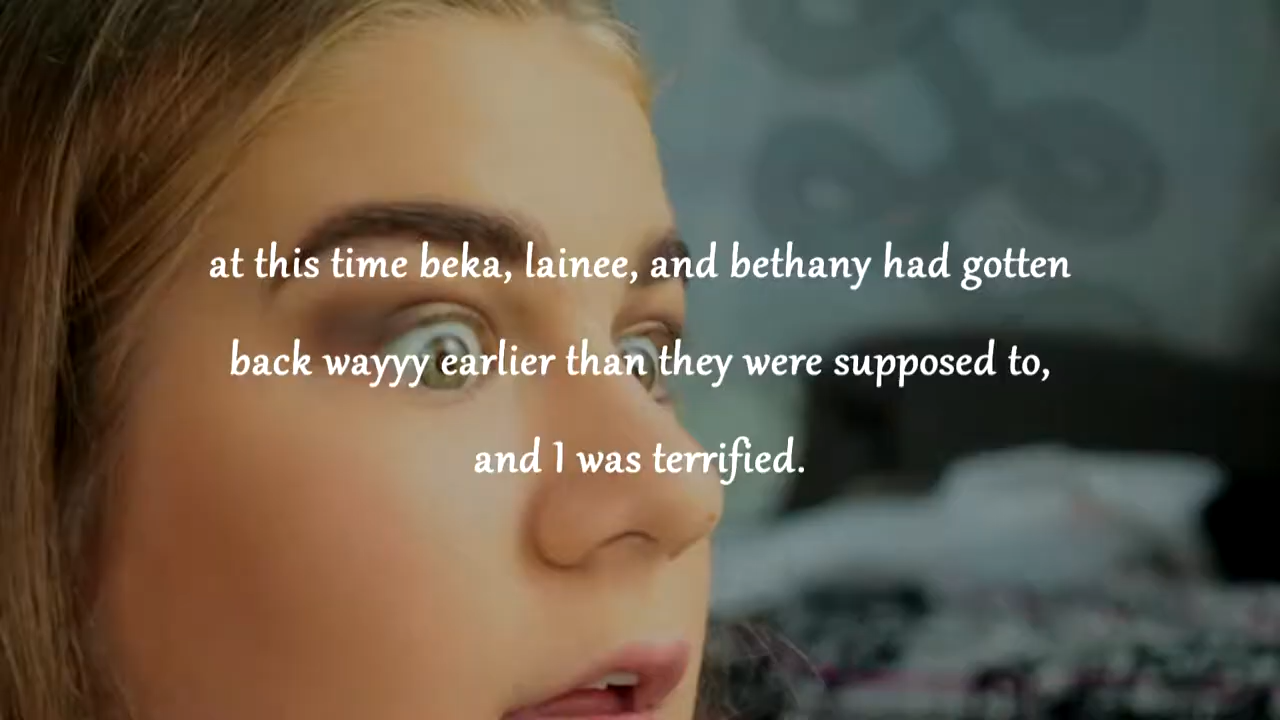 at this time beka, lainee, and bethany had gotten
back wayyy earlier than they were supposed to,
and I was terrified.